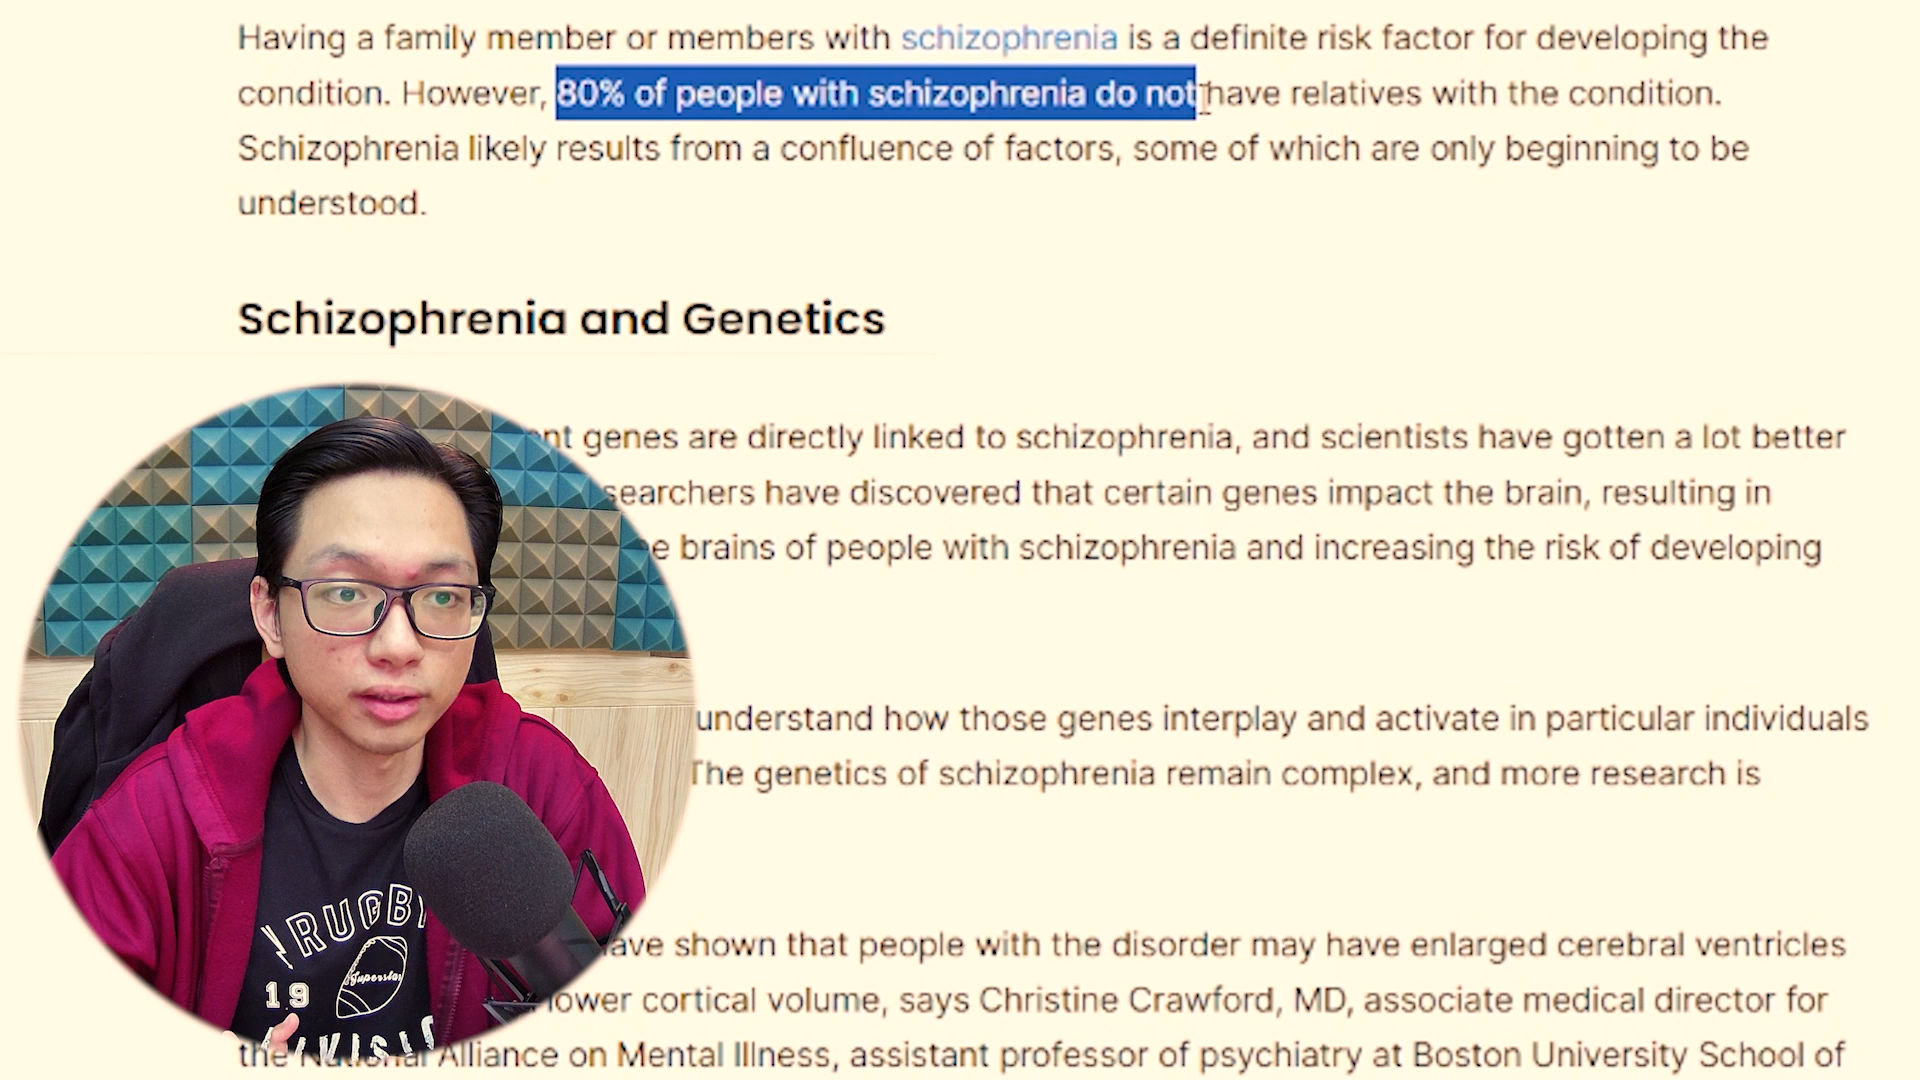 Having a family member or members with schizophrenia is a definite risk factor for developing the
condition. However, 80% of people with schizophrenia do not have relatives with the condition.
Schizophrenia likely results from a confluence of factors, some of which are only beginning to be
understood.
Schizophrenia and Genetics
genes are directly linked to schizophrenia, and scientists have gotten a lot better
searchers have discovered that certain genes impact the brain, resulting in
brains of people with schizophrenia and increasing the risk of developing
understand how those genes interplay and activate in particular individuals
The genetics of schizophrenia remain complex, and more research is
ave shown that people with the disorder may have enlarged cerebral ventricles
lower cortical volume, says Christine Crawford, MD, associate medical director for
the National Alliance on Mental Illness, assistant professor of psychiatry at Boston University School of
RUGBY
Superstar
19